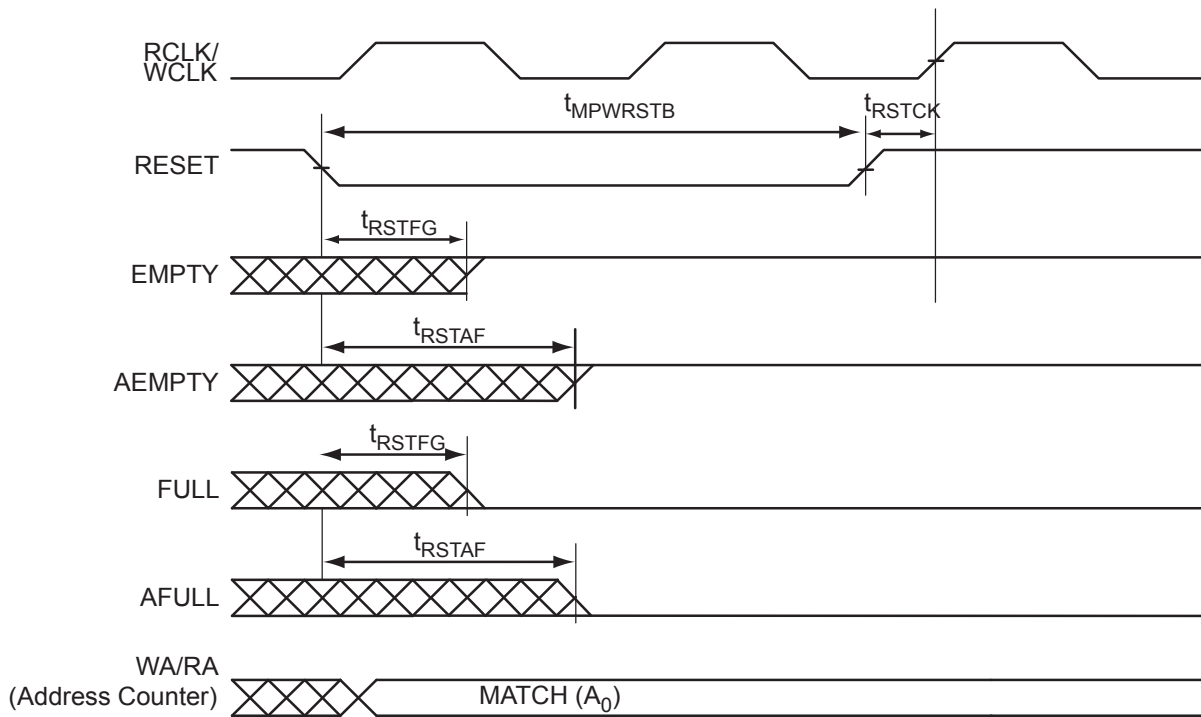 RCLK/
WCLK
tMPWRSTB
tRSTCK
RESET
tRSTFG
EMPTY
tRSTAF
AEMPTY
tRSTFG
FULL
tRSTAF
AFULL
WA/RA
(Address Counter)
MATCH (A0)